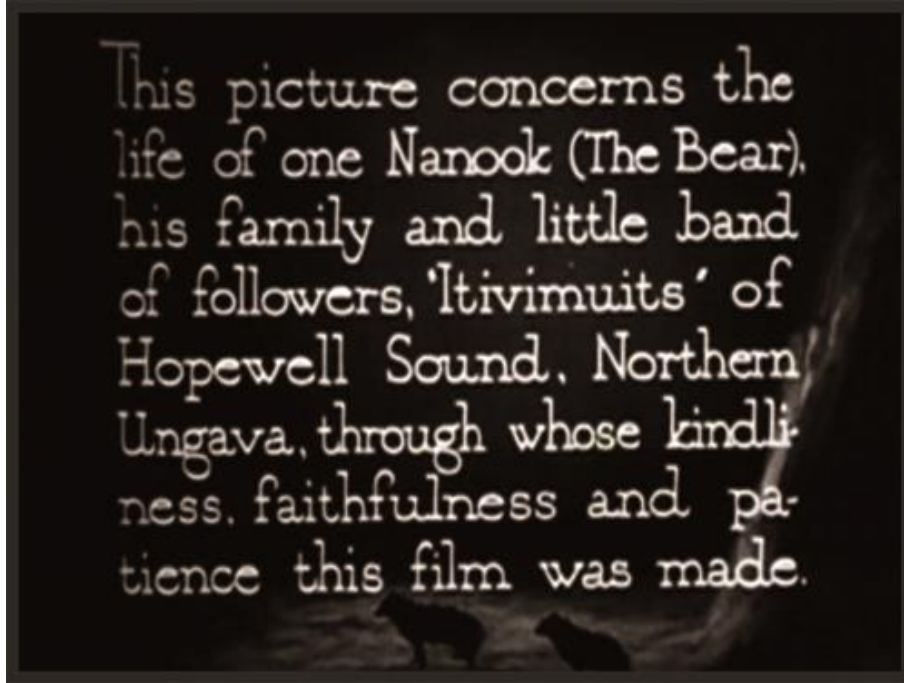 This picture concerns the
life of one Nanook (The Bear),
his family and little band
of followers, 'Itivimuits' of
Hopewell Sound, Northern
Ungava, through whose kindli-
ness, faithfulness and pa-
tience this film was made.